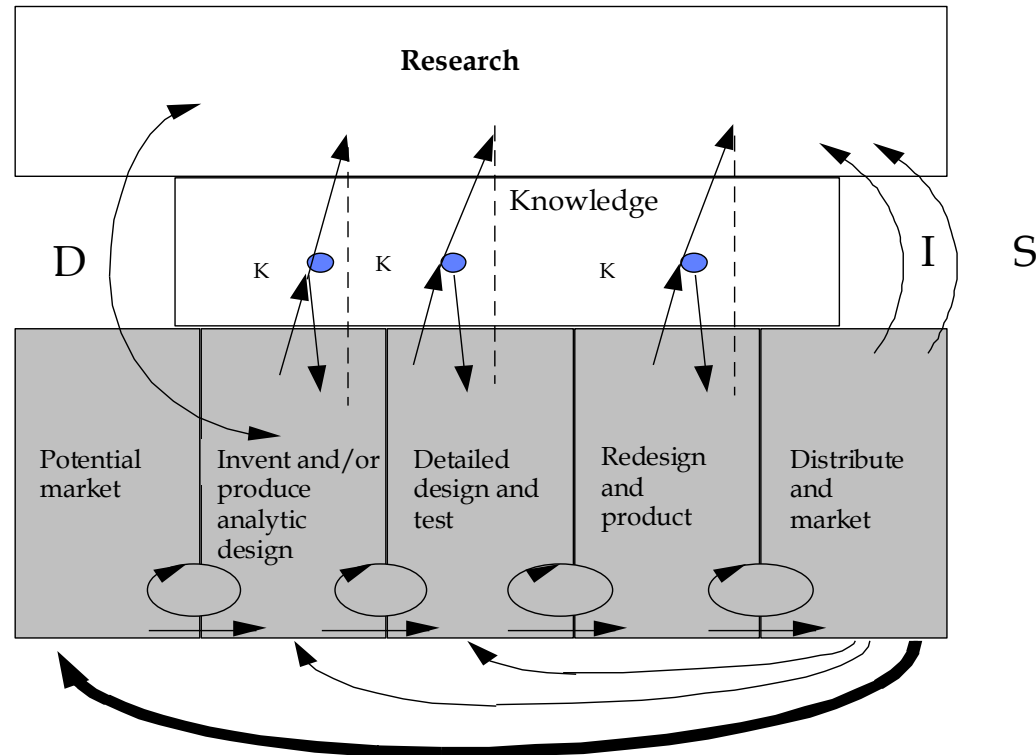 Research
Knowledge
D
I
S
K
K
K
Potential
market
Invent and/or
produce
analytic
design
Detailed
design and
test
Redesign
and
product
Distribute
and
market